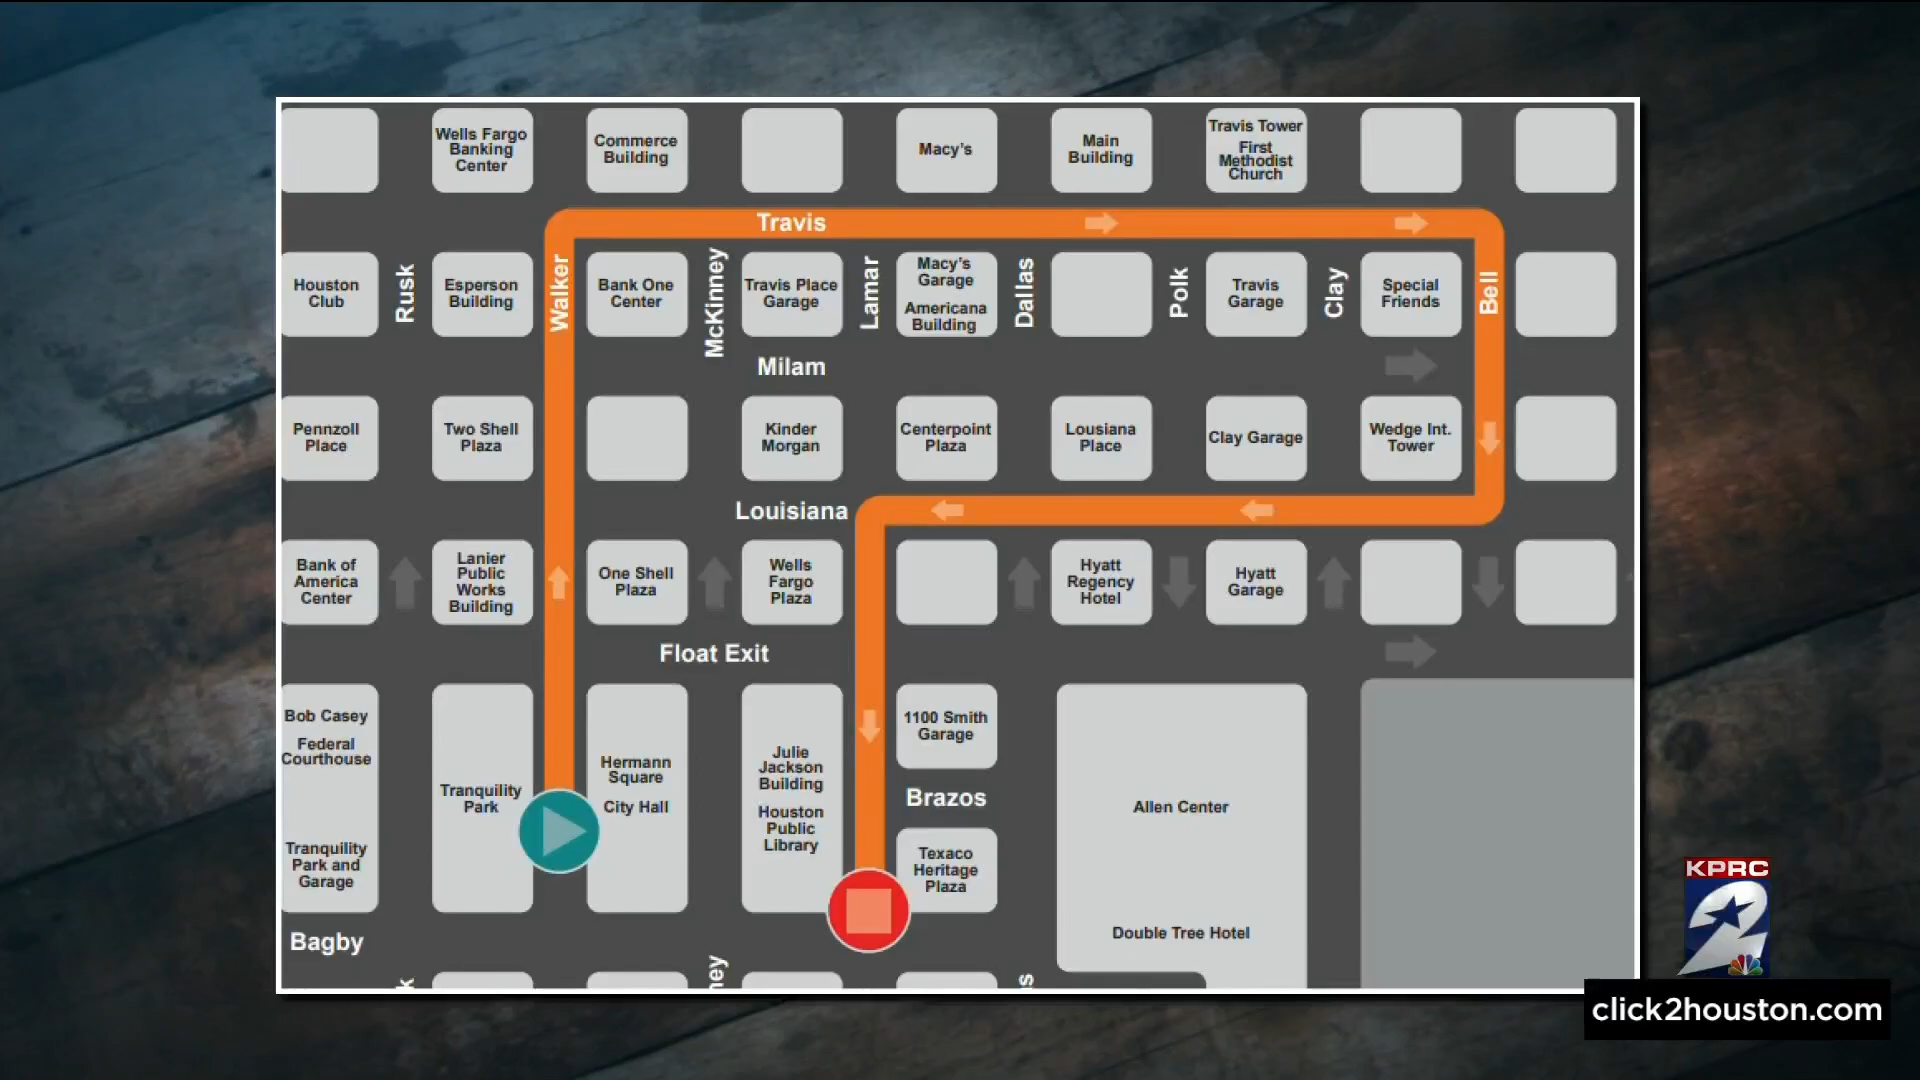 Wells Fargo
Banking
Center
Commerce
Building
Macy's
Main
Building
Travis Tower
First
Methodist
Church
Travis
Houston
Club
Rusk
Esperson
Building
Walker
Bank One
Center
McKinney
Travis Place
Garage
Lamar
Macy's
Garage
Americana
Building
Dallas
Polk
Travis
Garage
Clay
Special
Friends
Bell
Milam
Pennzoll
Place
Two Shell
Plaza
Kinder
Morgan
Centerpoint
Plaza
Lousiana
Place
Clay Garage
Wedge Int.
Tower
Louisiana
Bank of
America
Center
Lanier
Public
Works
Building
One Shell
Plaza
Wells
Fargo
Plaza
Hyatt
Regency
Hotel
Hyatt
Garage
Float Exit
Bob Casey
Federal
Courthouse
Tranquility
Park and
Garage
Tranquility
Park
Hermann
Square
City Hall
Julie
Jackson
Building
Houston
Public
Library
1100 Smith
Garage
Brazos
Texaco
Heritage
Plaza
Allen Center
Double Tree Hotel
Bagby
k
ney
as
KPRC
2
click2houston.com